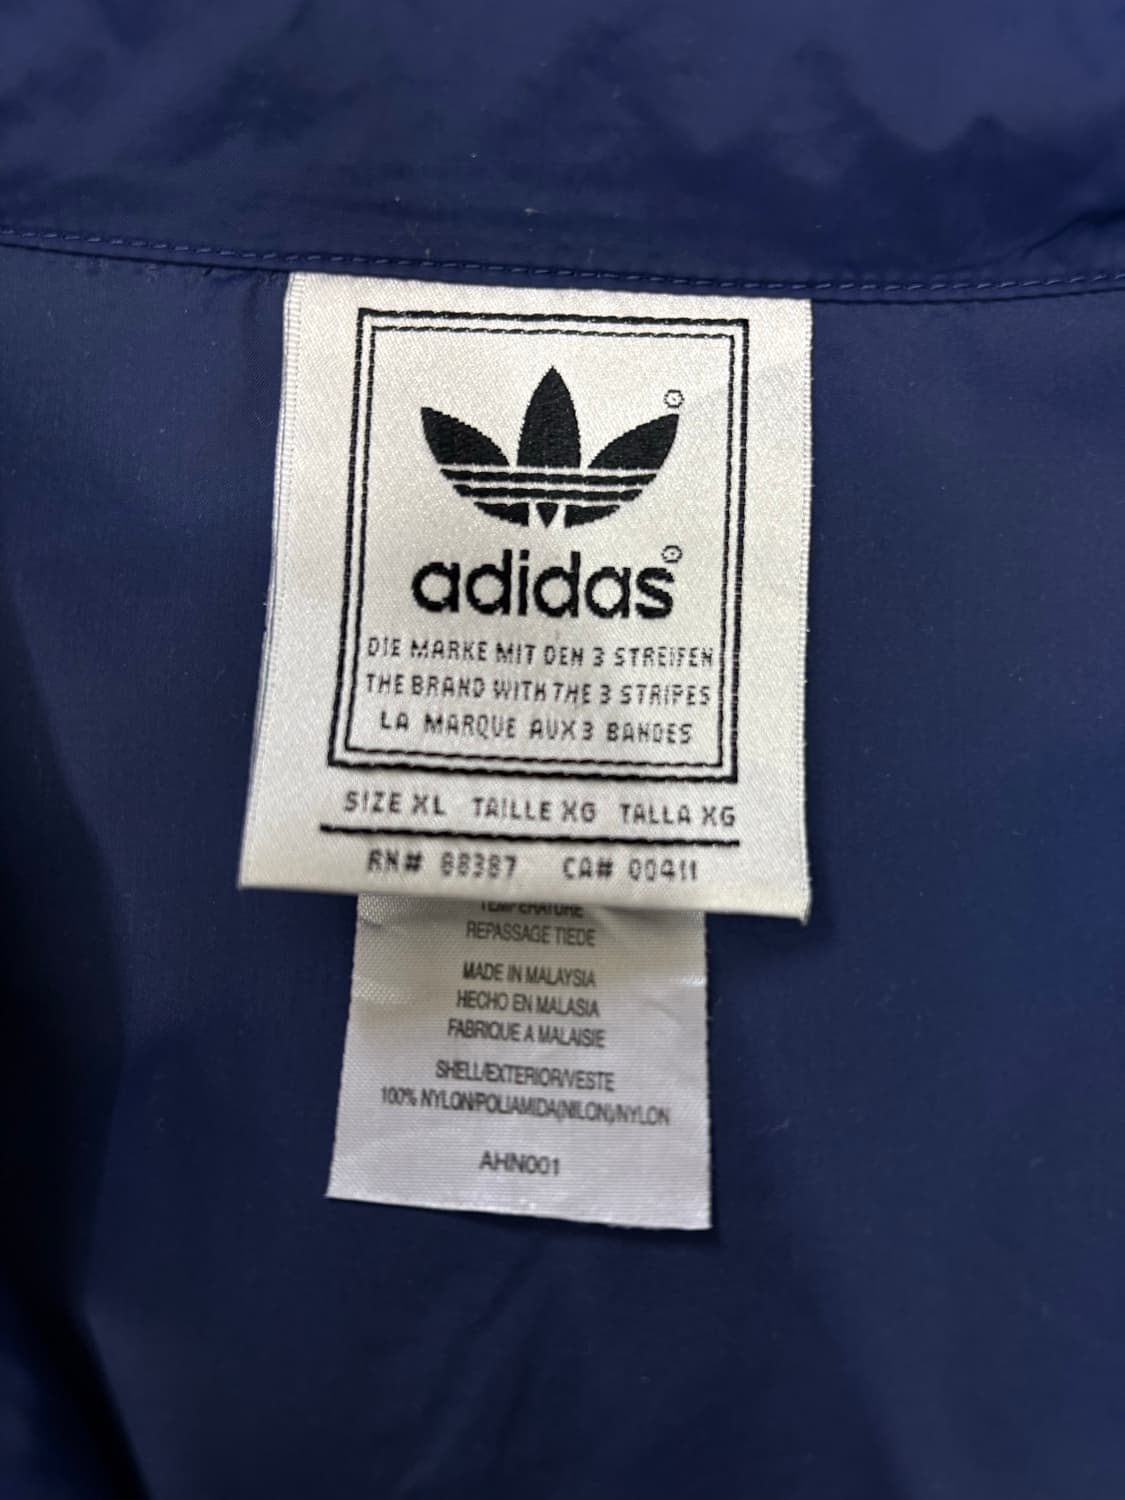 adidas
DIE MARKE MIT DEN 3 STREIFEN
THE BRAND WITH THE 3 STRIPES
LA MARQUE AUX 3 BANDES
SIZE XL TAILLE XG TALLA XG
RN# 88387 CA# 00411
TEMPERATURE
REPASSAGE TIEDE
MADE IN MALAYSIA
HECHO EN MALASIA
FABRIQUE A MALAISIE
SHELL/EXTERIOR/VESTE
100% NYLON/POLIAMIDA(NILON)/NYLON
AHN001